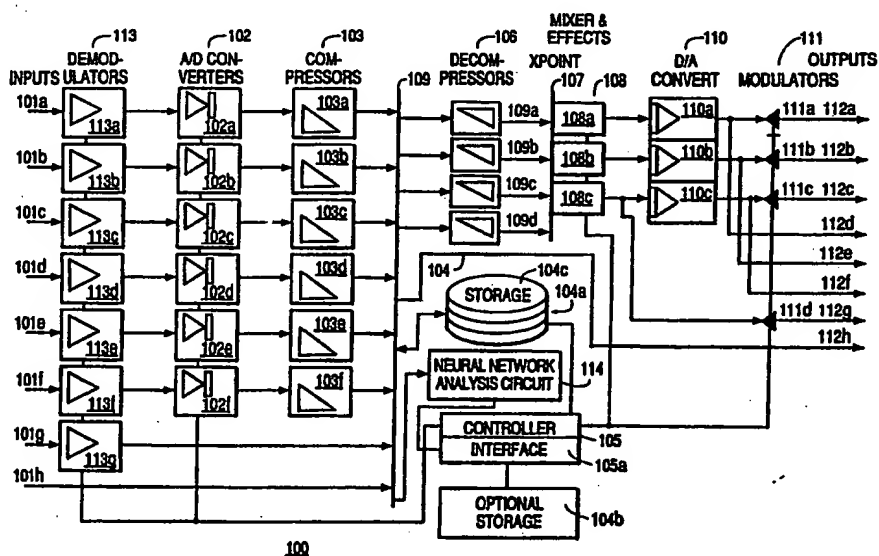 MIXER &
EFFECTS
113 102 103 106 XPOINT 110 111 OUTPUTS
DEMOD- A/D CON- COM- DECOM- 107 108 D/A
INPUTS ULATORS VERTERS PRESSORS 109 PRESSORS CONVERT MODULATORS
101a 113a 102a 103a 109a 108a 110a 111a 112a
101b 113b 102b 103b 109b 108b 110b 111b 112b
101c 113c 102c 103c 109c 108c 110c 111c 112c
109d 112d
101d 113d 102d 103d 104 104c 112e
STORAGE 104a 112f
101e 113e 102e 103e 111d 112g
112h
NEURAL NETWORK
ANALYSIS CIRCUIT 114
101f 113f 102f 103f
101g 113g CONTROLLER 105
INTERFACE 105a
101h
OPTIONAL
STORAGE 104b
100